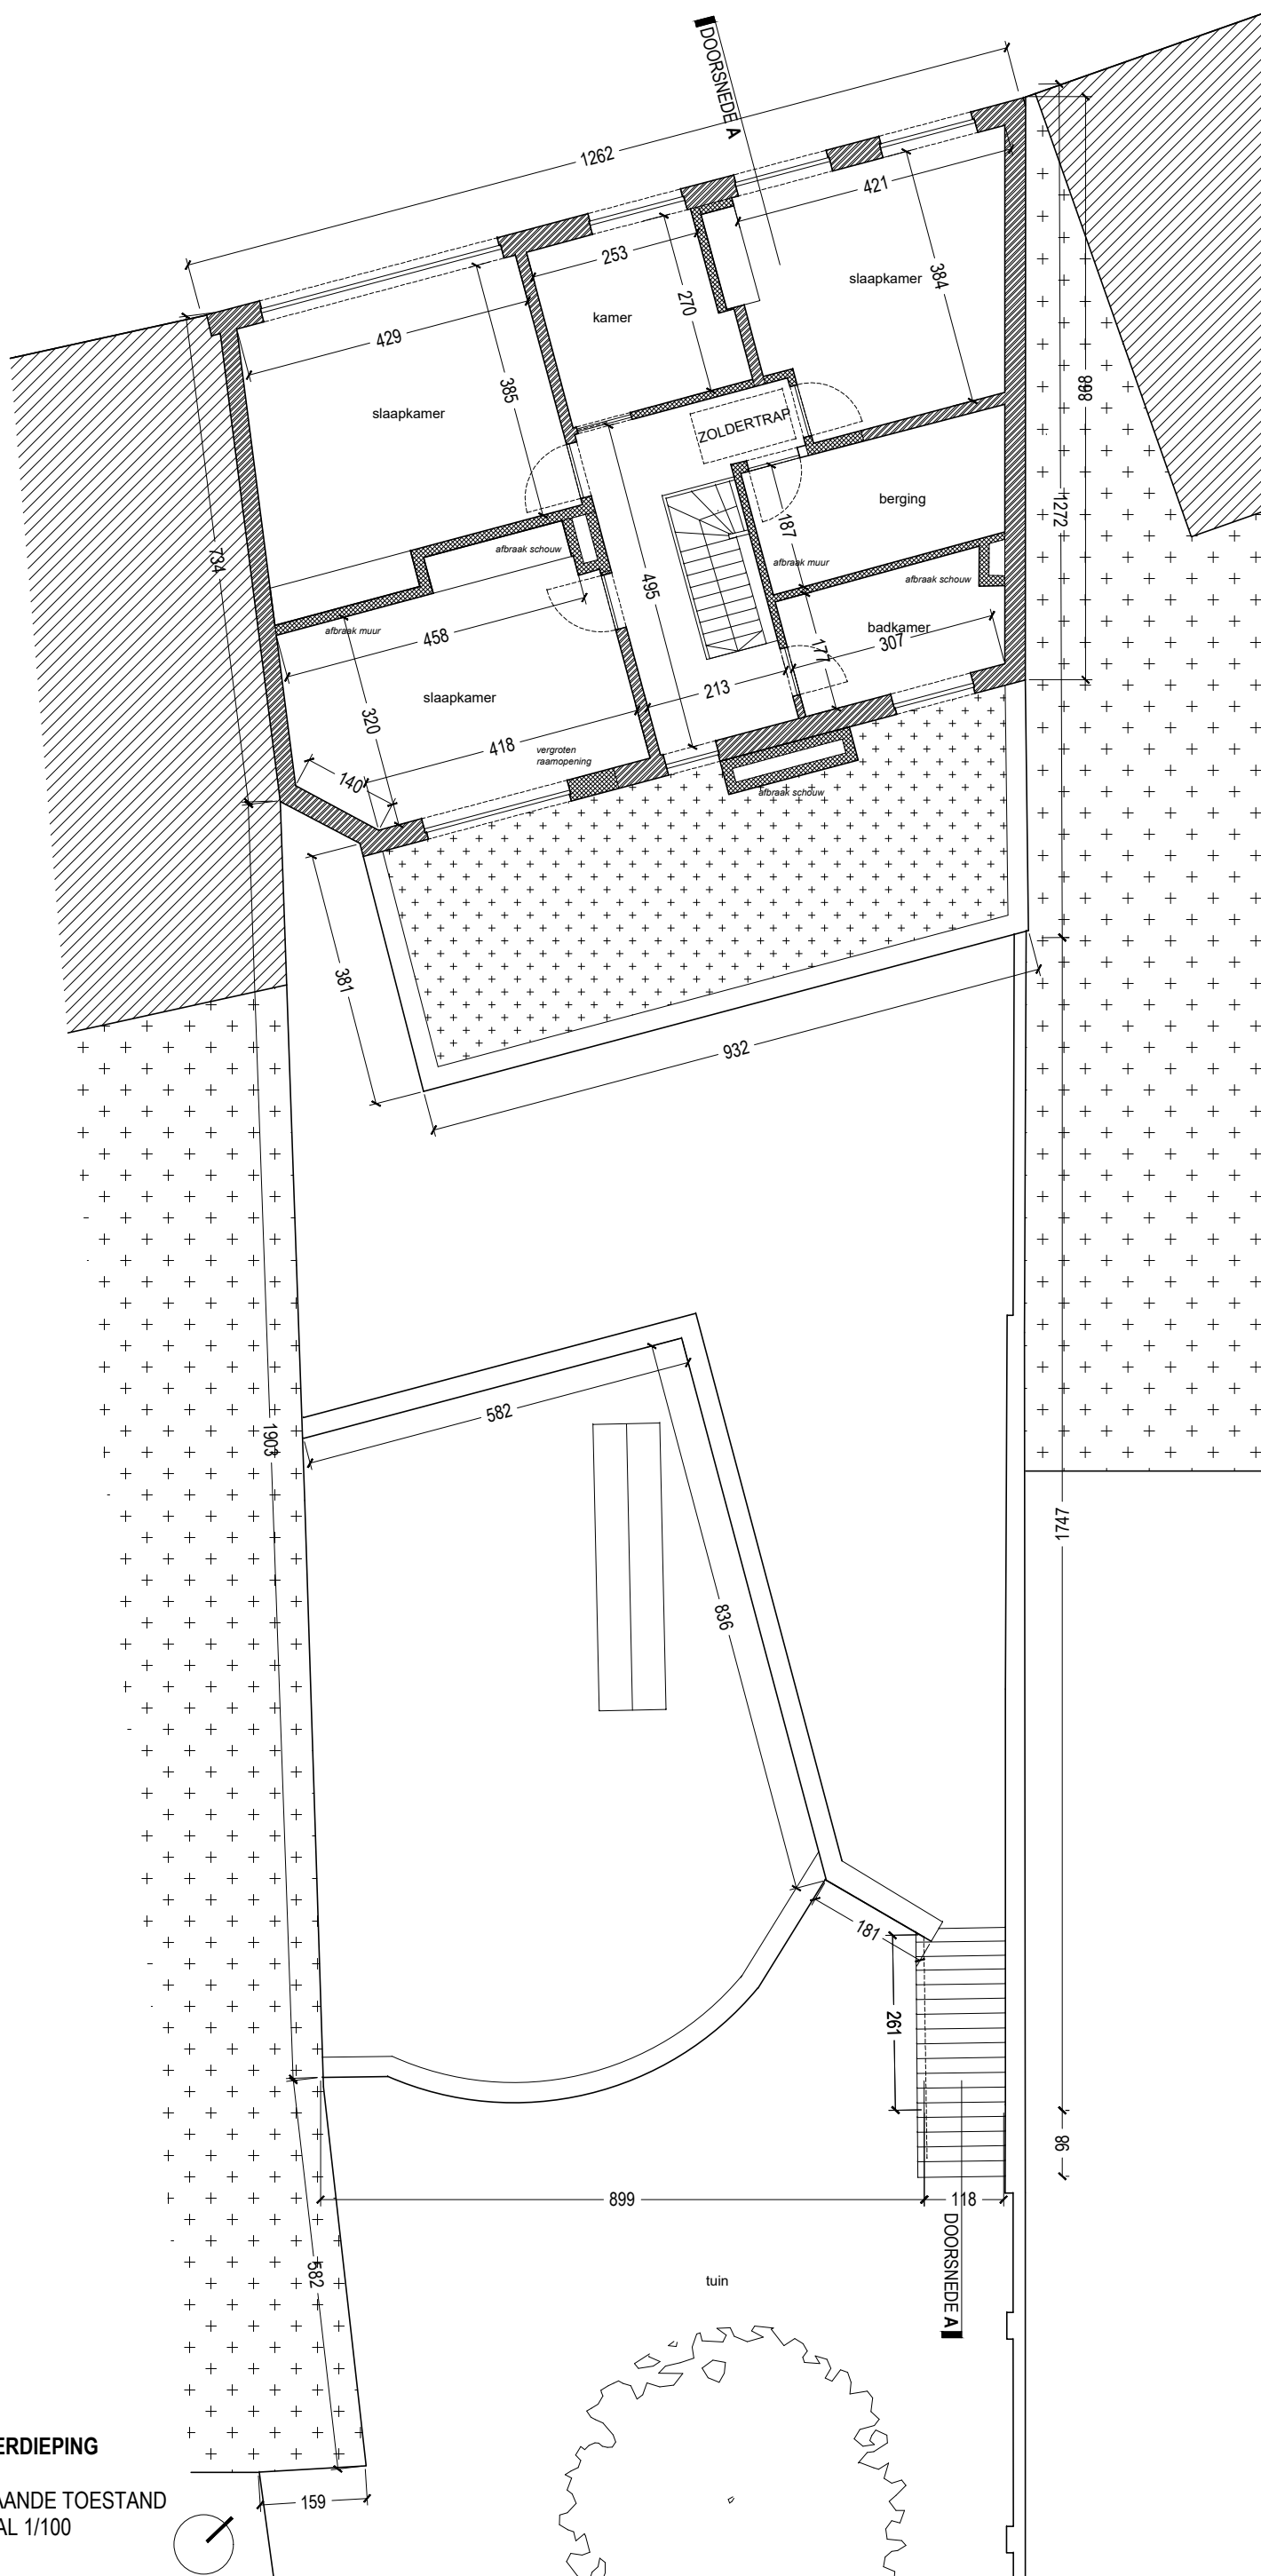 DOORSNEDE A
1262
421
253
slaapkamer
384
270
kamer
429
385
slaapkamer
898
ZOLDERTRAP
berging
1272
187
734
afbraak schouw
afbraak muur
afbraak schouw
495
458
afbraak muur
badkamer
307
177
213
slaapkamer
320
418
vergroten
raamopening
140
afbraak schouw
381
932
582
1903
1747
836
181
261
86
899
118
DOORSNEDE A
582
tuin
ERDIEPING
AANDE TOESTAND
159
AL 1/100